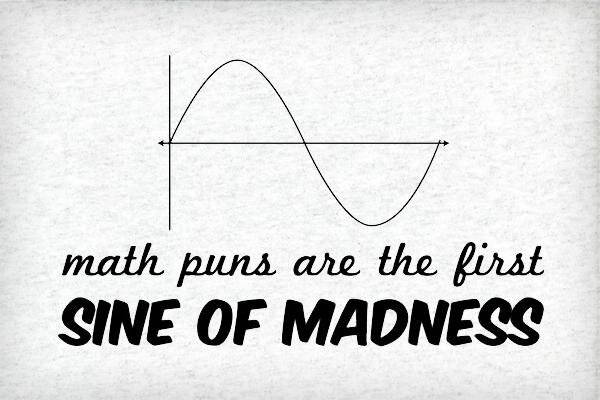 math puns are the first
SINE OF MADNESS